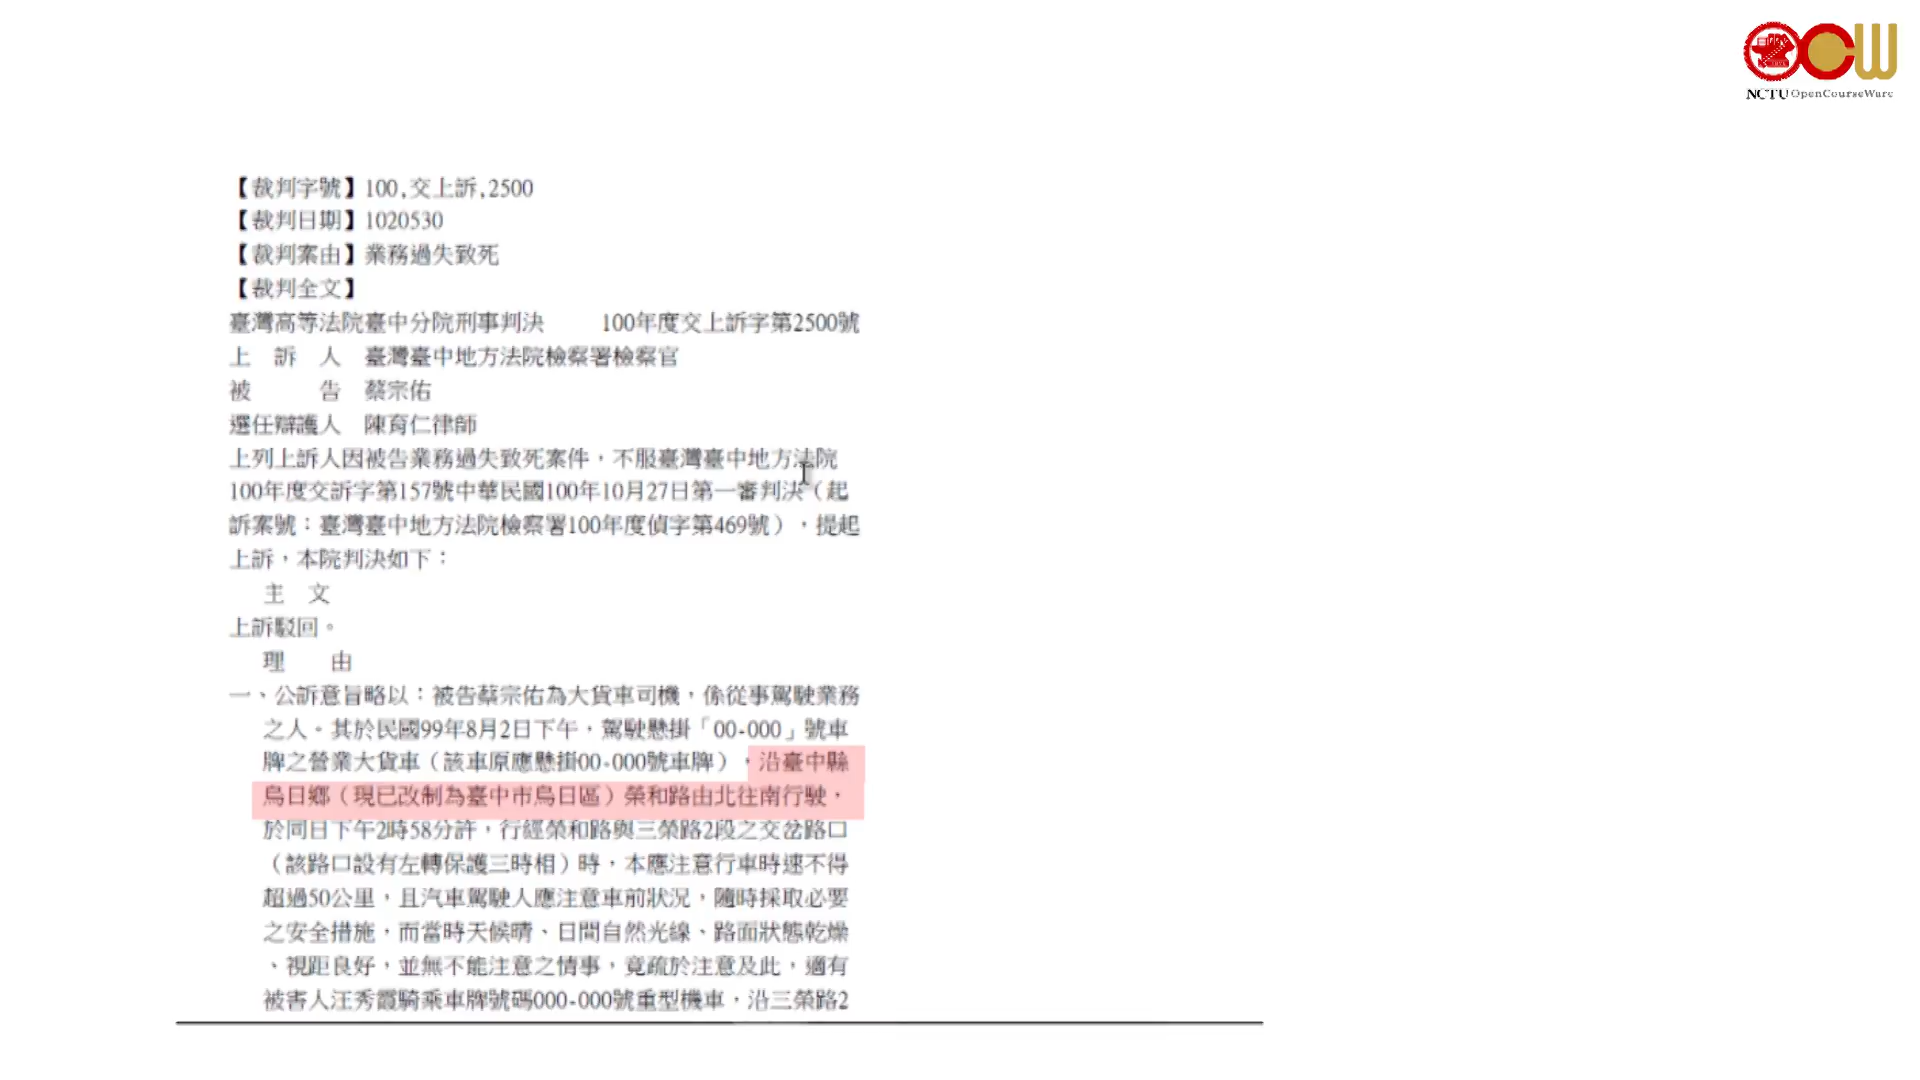 NCTU OpenCourseWare
【裁判字號】100,交上訴,2500
【裁判日期】1020530
【裁判案由】業務過失致死
【裁判全文】
臺灣高等法院臺中分院刑事判決　　100年度交上訴字第2500號
上　訴　人　臺灣臺中地方法院檢察署檢察官
被　　　告　蔡宗佑
選任辯護人　陳育仁律師
上列上訴人因被告業務過失致死案件，不服臺灣臺中地方法院
100年度交訴字第157號中華民國100年10月27日第一審判決（起
訴案號：臺灣臺中地方法院檢察署100年度偵字第469號），提起
上訴，本院判決如下：
主　文
上訴駁回。
理　　由
一、公訴意旨略以：被告蔡宗佑為大貨車司機，係從事駕駛業務
之人。其於民國99年8月2日下午，駕駛懸掛「00-000」號車
牌之營業大貨車（該車原應懸掛00-000號車牌），沿臺中縣
烏日鄉（現已改制為臺中市烏日區）榮和路由北往南行駛，
於同日下午2時58分許，行經榮和路與三榮路2段之交岔路口
（該路口設有左轉保護三時相）時，本應注意行車時速不得
超過50公里，且汽車駕駛人應注意車前狀況，隨時採取必要
之安全措施，而當時天候晴、日間自然光線、路面狀態乾燥
、視距良好，並無不能注意之情事，竟疏於注意及此，適有
被害人汪秀霞騎乘車牌號碼000-000號重型機車，沿三榮路2